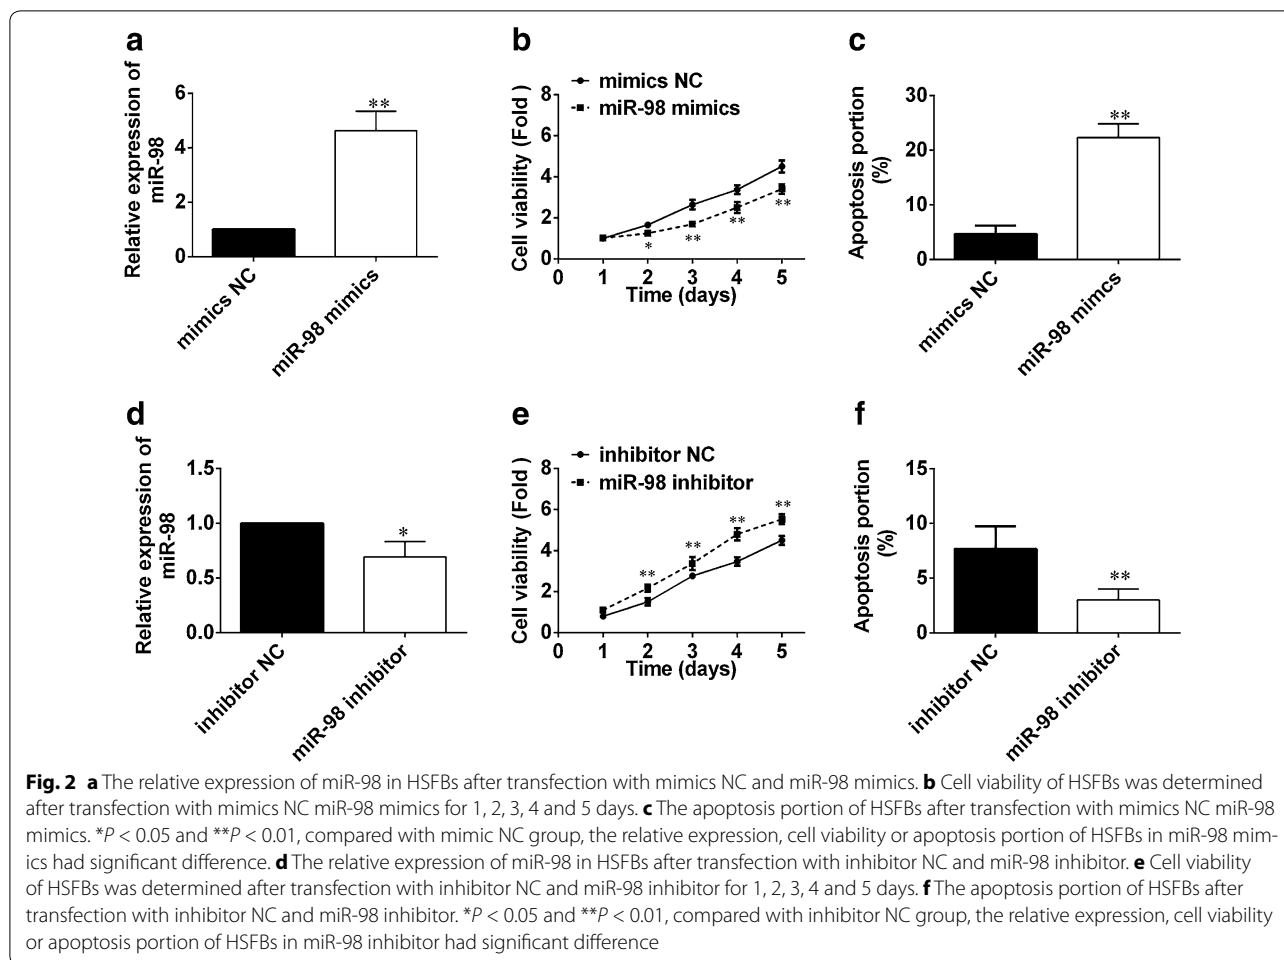 a
Relative expression of
miR-98
6
4
2
0
**
mimics NC
miR-98 mimics
b
mimics NC
miR-98 mimics
Cell viability (Fold )
8
6
4
2
0
*
**
**
**
0 1 2 3 4 5
Time (days)
c
Apoptosis portion
(%)
30
20
10
0
**
mimics NC
miR-98 mimcs
d
Relative expression of
miR-98
1.5
1.0
0.5
0.0
*
inhibitor NC
miR-98 inhibitor
e
inhibitor NC
miR-98 inhibitor
Cell viability (Fold )
8
6
4
2
0
**
**
**
**
0 1 2 3 4 5
Time (days)
f
Apoptosis portion
(%)
15
10
5
0
**
inhibitor NC
miR-98 inhibitor
Fig. 2 a The relative expression of miR-98 in HSFBs after transfection with mimics NC and miR-98 mimics. b Cell viability of HSFBs was determined
after transfection with mimics NC miR-98 mimics for 1, 2, 3, 4 and 5 days. c The apoptosis portion of HSFBs after transfection with mimics NC miR-98
mimics. *P < 0.05 and **P < 0.01, compared with mimic NC group, the relative expression, cell viability or apoptosis portion of HSFBs in miR-98 mim-
ics had significant difference. d The relative expression of miR-98 in HSFBs after transfection with inhibitor NC and miR-98 inhibitor. e Cell viability
of HSFBs was determined after transfection with inhibitor NC and miR-98 inhibitor for 1, 2, 3, 4 and 5 days. f The apoptosis portion of HSFBs after
transfection with inhibitor NC and miR-98 inhibitor. *P < 0.05 and **P < 0.01, compared with inhibitor NC group, the relative expression, cell viability
or apoptosis portion of HSFBs in miR-98 inhibitor had significant difference